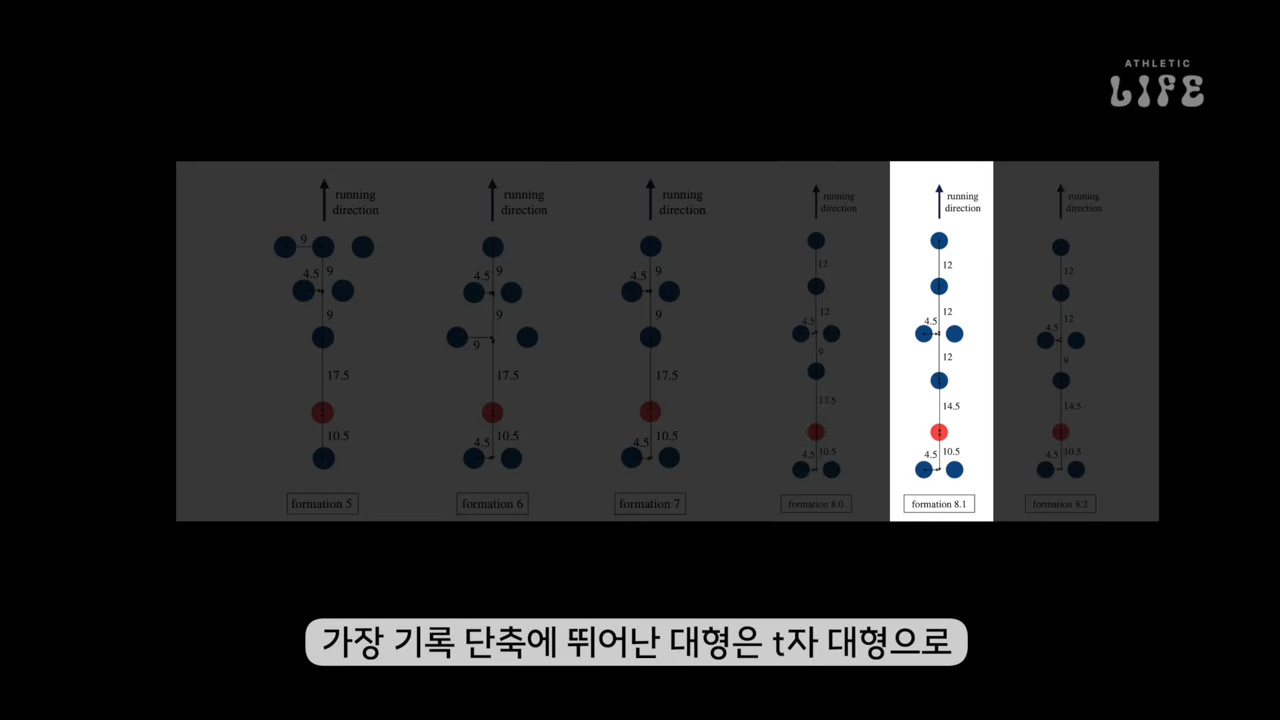 ATHLETIC
LIFE
running
direction
9
4.5
9
9
17.5
10.5
formation 5
running
direction
9
4.5
9
9
17.5
10.5
4.5
formation 6
running
direction
9
4.5
9
17.5
10.5
4.5
formation 7
running
direction
12
12
4.5
9
4.5
10.5
formation 8.0
running
direction
12
12
4.5
12
14.5
4.5
10.5
formation 8.1
running
direction
12
12
4.5
9
14.5
4.5
10.5
formation 8.2
가장 기록 단축에 뛰어난 대형은 t자 대형으로